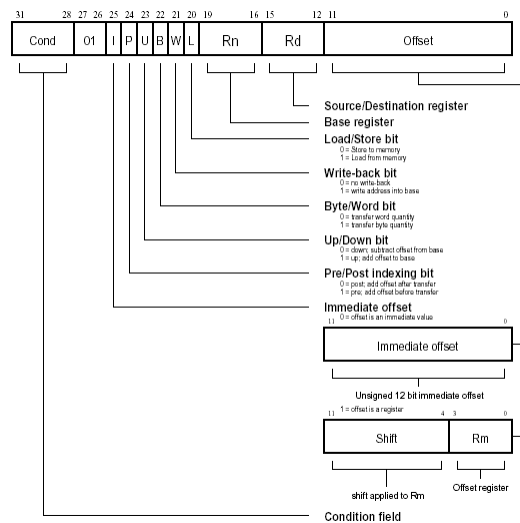 31 28 27 26 25 24 23 22 21 20 19 16 15 12 11 0
Cond 01 I P U B W L Rn Rd Offset
Source/Destination register
Base register
Load/Store bit
0 = Store to memory
1 = Load from memory
Write-back bit
0 = no write-back
1 = write address into base
Byte/Word bit
0 = transfer word quantity
1 = transfer byte quantity
Up/Down bit
0 = down; subtract offset from base
1 = up; add offset to base
Pre/Post indexing bit
0 = post; add offset after transfer
1 = pre; add offset before transfer
Immediate offset
0 = offset is an immediate value
11 0
Immediate offset
Unsigned 12 bit immediate offset
1 = offset is a register
11 4 3 0
Shift Rm
shift applied to Rm
Offset register
Condition field